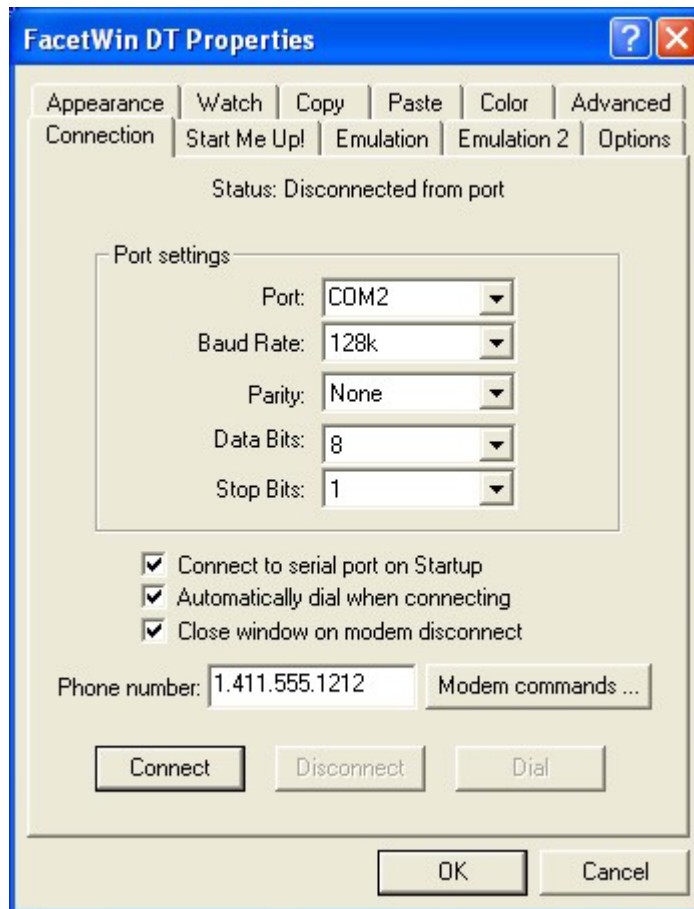 FacetWin DT Properties
Appearance Watch Copy Paste Color Advanced
Connection Start Me Up! Emulation Emulation 2 Options
Status: Disconnected from port
Port settings
Port: COM2
Baud Rate: 128k
Parity: None
Data Bits: 8
Stop Bits: 1
Connect to serial port on Startup
Automatically dial when connecting
Close window on modem disconnect
Phone number: 1.411.555.1212 Modem commands ...
Connect Disconnect Dial
OK Cancel